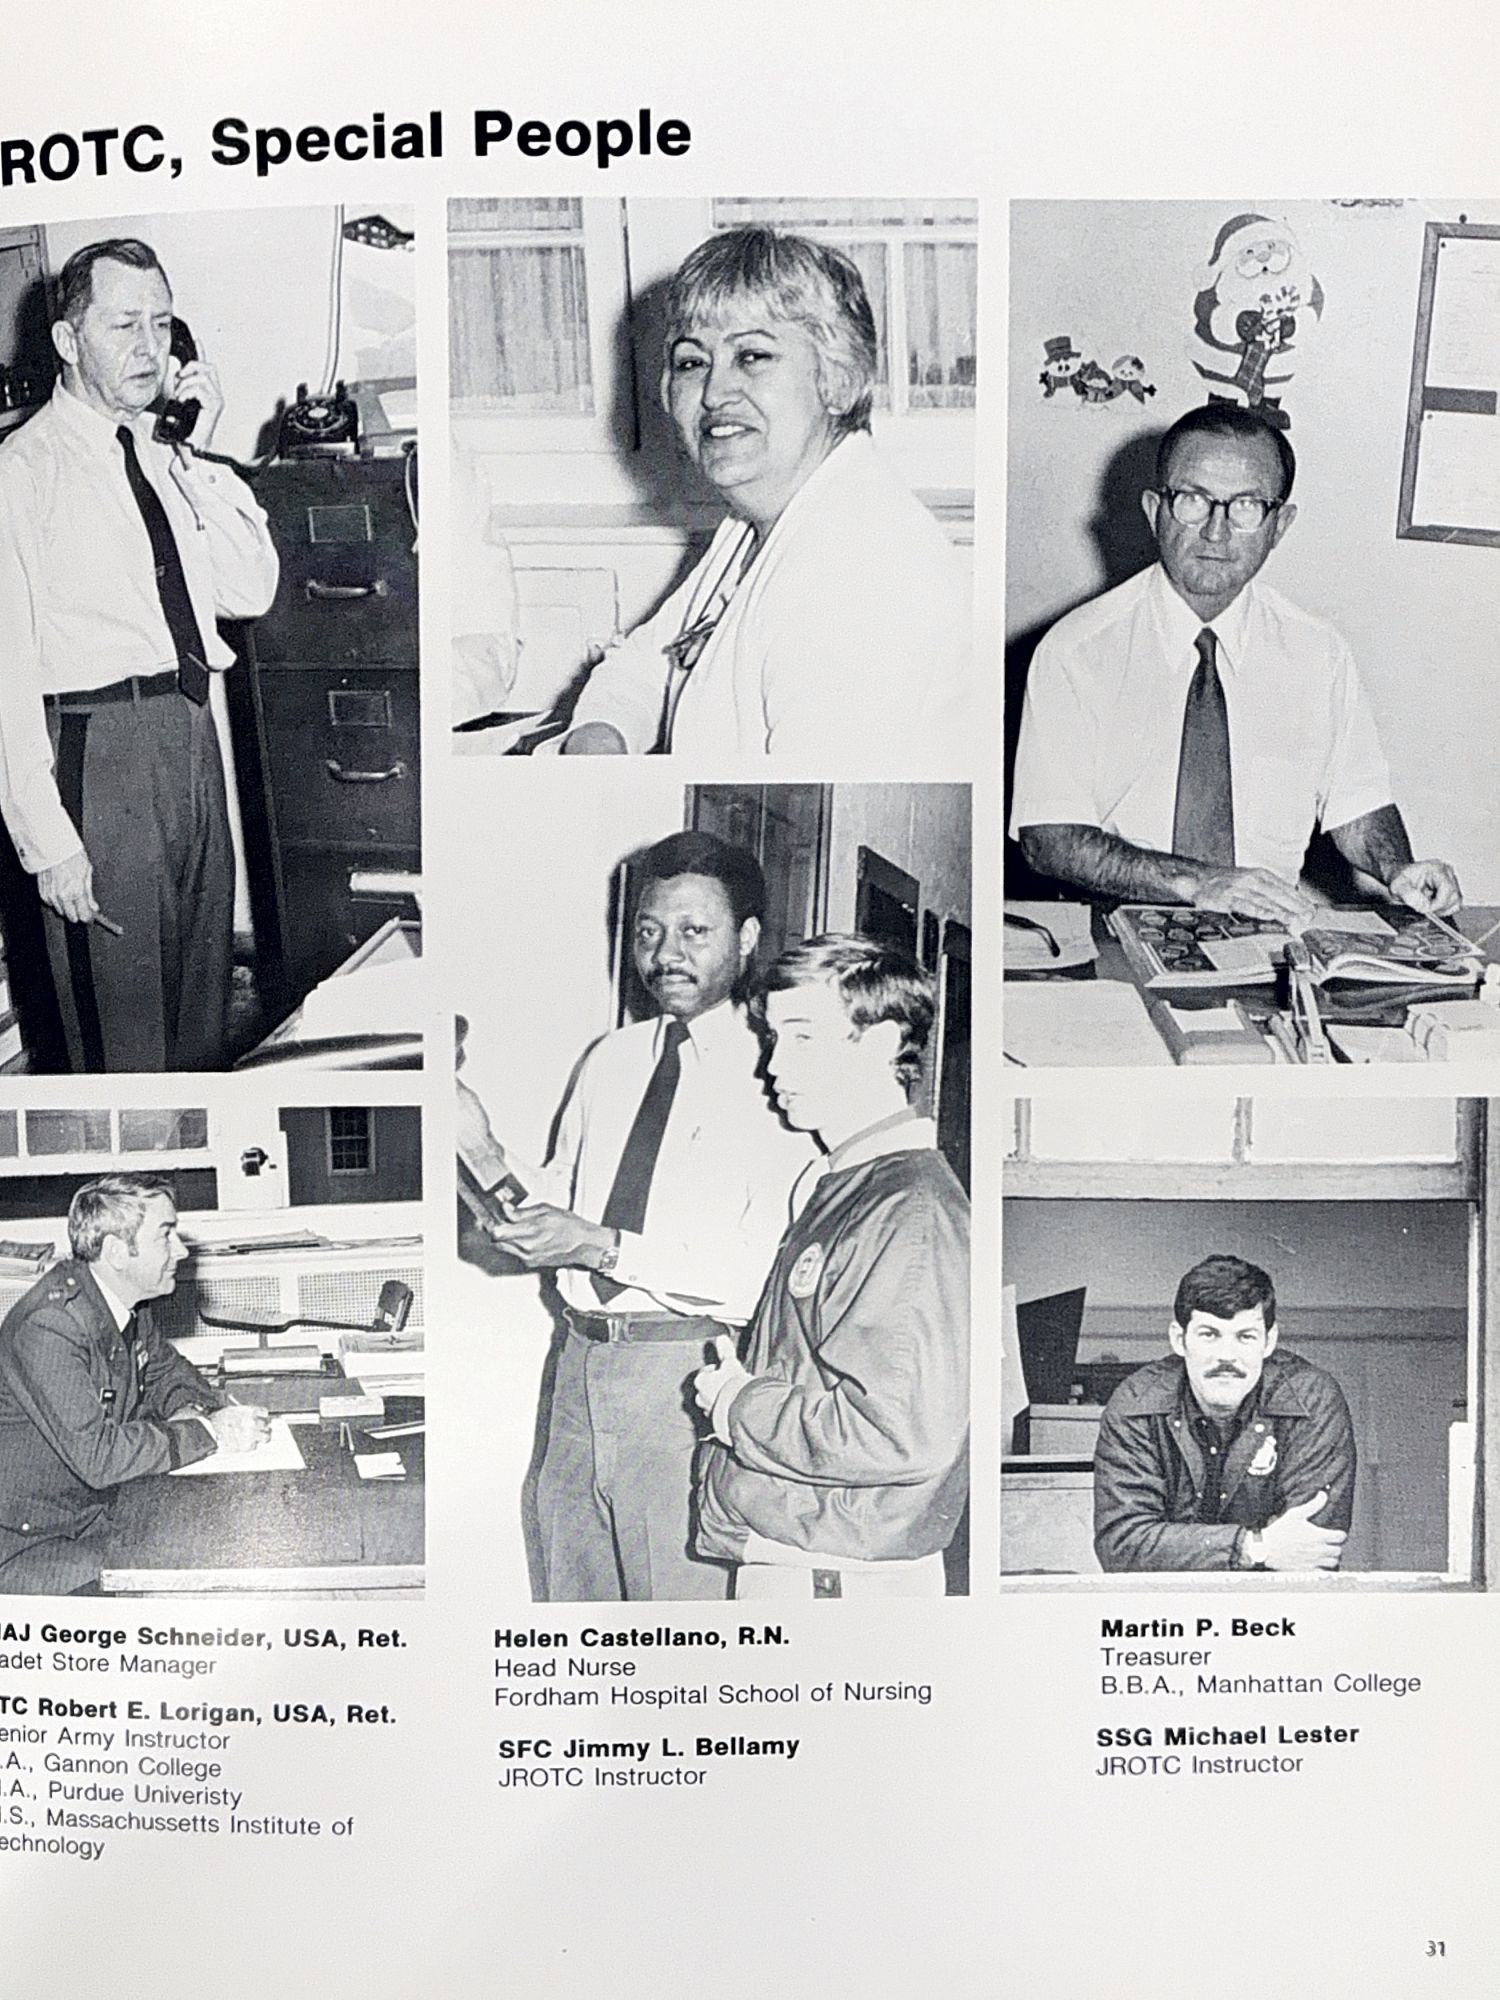 ROTC, Special People
AJ George Schneider, USA, Ret.
adet Store Manager
TC Robert E. Lorigan, USA, Ret.
enior Army Instructor
.A., Gannon College
.A., Purdue Univeristy
.S., Massachussetts Institute of
echnology
Helen Castellano, R.N.
Head Nurse
Fordham Hospital School of Nursing
SFC Jimmy L. Bellamy
JROTC Instructor
Martin P. Beck
Treasurer
B.B.A., Manhattan College
SSG Michael Lester
JROTC Instructor
31